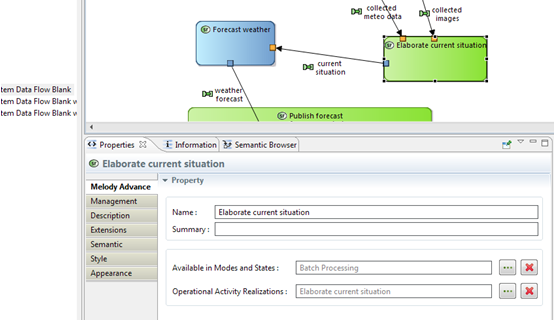 collected
meteo data
collected
images
Forecast weather
Elaborate current situation
current
situation
tem Data Flow Blank
tem Data Flow Blank w
tem Data Flow Blank w
weather
forecast
Publish forecast
Properties
Information
Semantic Browser
Elaborate current situation
Melody Advance
Management
Description
Extensions
Semantic
Style
Appearance
Property
Name : Elaborate current situation
Summary :
Available in Modes and States : Batch Processing ...
Operational Activity Realizations : Elaborate current situation ...